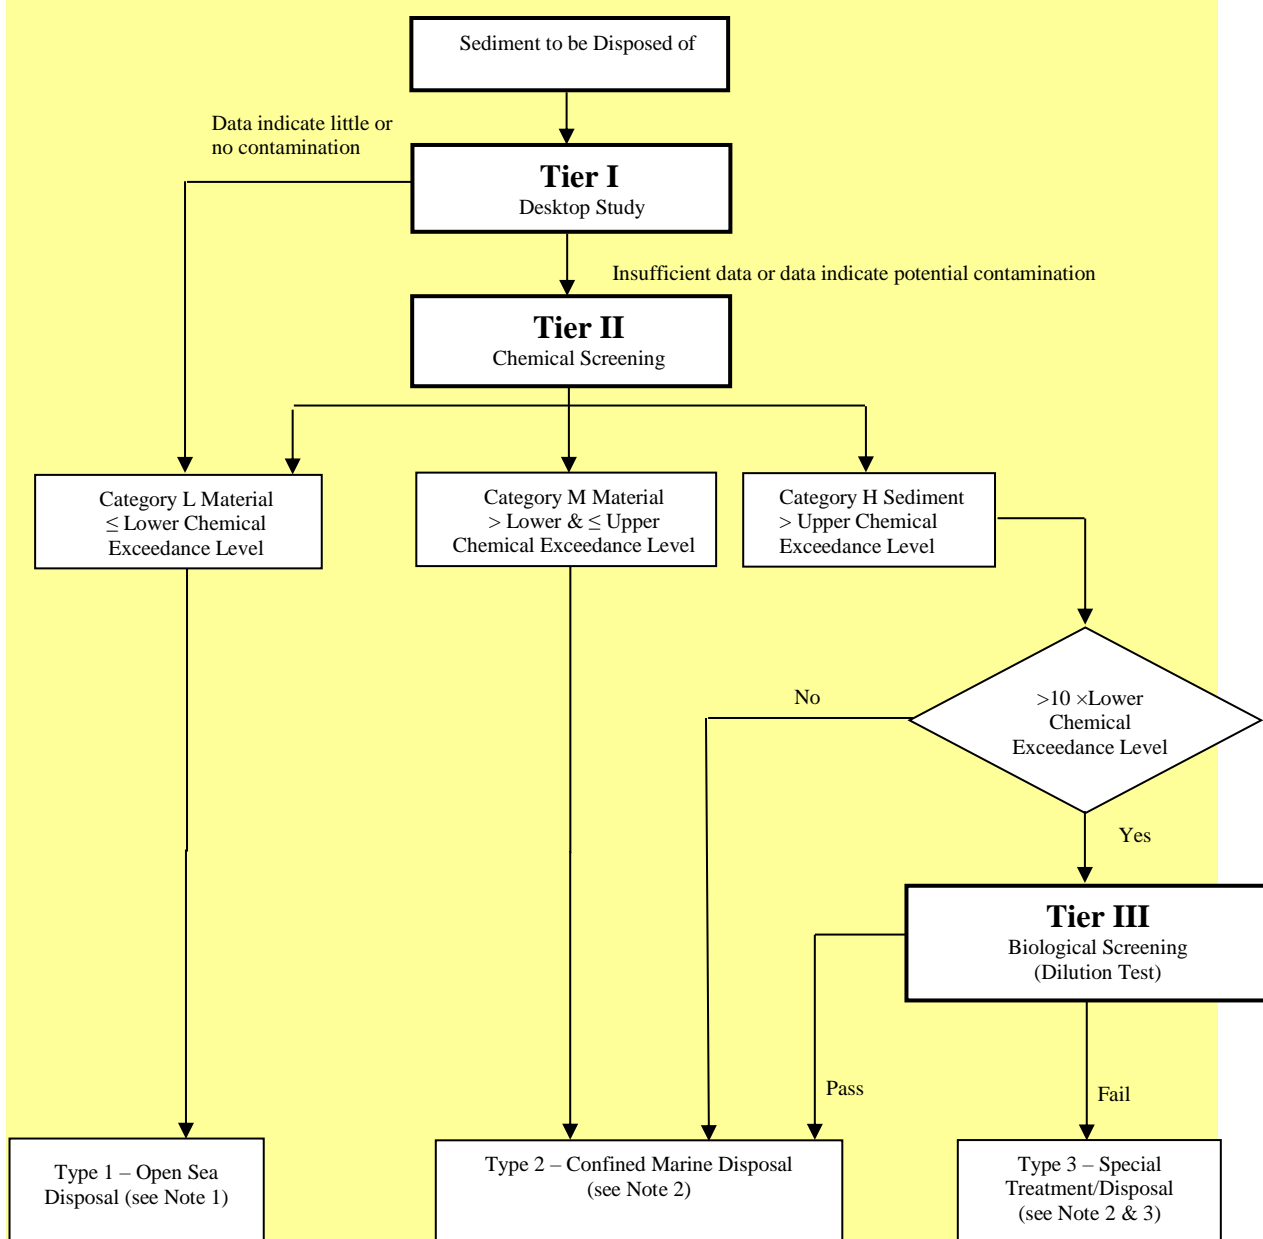 Sediment to be Disposed of
Data indicate little or
no contamination
Tier I
Desktop Study
Insufficient data or data indicate potential contamination
Tier II
Chemical Screening
Category L Material
≤ Lower Chemical
Exceedance Level
Category M Material
> Lower & ≤ Upper
Chemical Exceedance Level
Category H Sediment
> Upper Chemical
Exceedance Level
No
>10 ×Lower
Chemical
Exceedance Level
Yes
Tier III
Biological Screening
(Dilution Test)
Pass
Fail
Type 1 – Open Sea
Disposal (see Note 1)
Type 2 – Confined Marine Disposal
(see Note 2)
Type 3 – Special
Treatment/Disposal
(see Note 2 & 3)